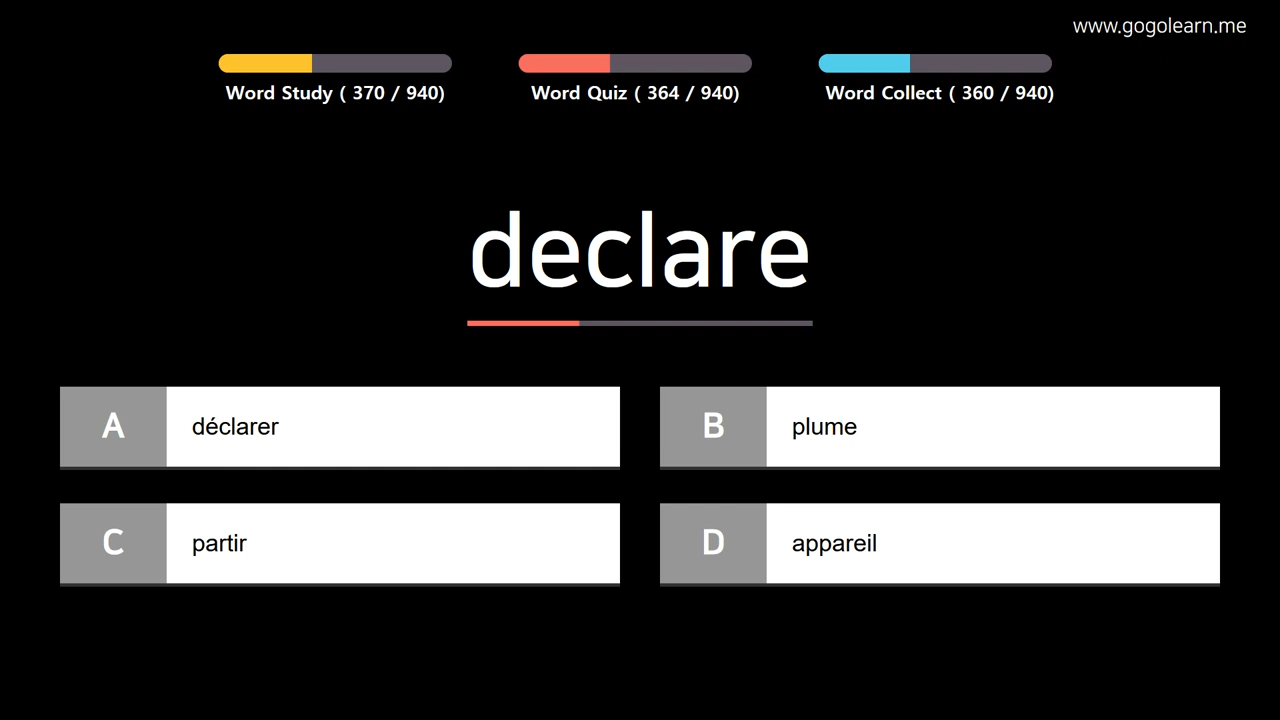 www.gogolearn.me
Word Study ( 370 / 940)
Word Quiz ( 364 / 940)
Word Collect ( 360 / 940)
declare
A déclarer
B plume
C partir
D appareil